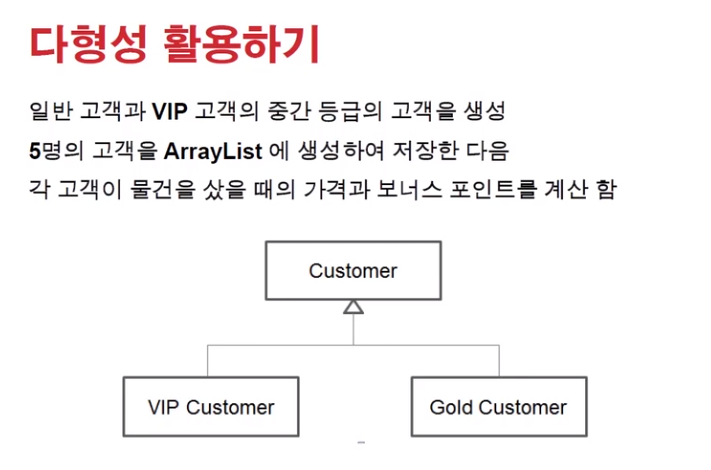 다형성 활용하기
일반 고객과 VIP 고객의 중간 등급의 고객을 생성
5명의 고객을 ArrayList 에 생성하여 저장한 다음
각 고객이 물건을 샀을 때의 가격과 보너스 포인트를 계산 함
Customer
VIP Customer
Gold Customer